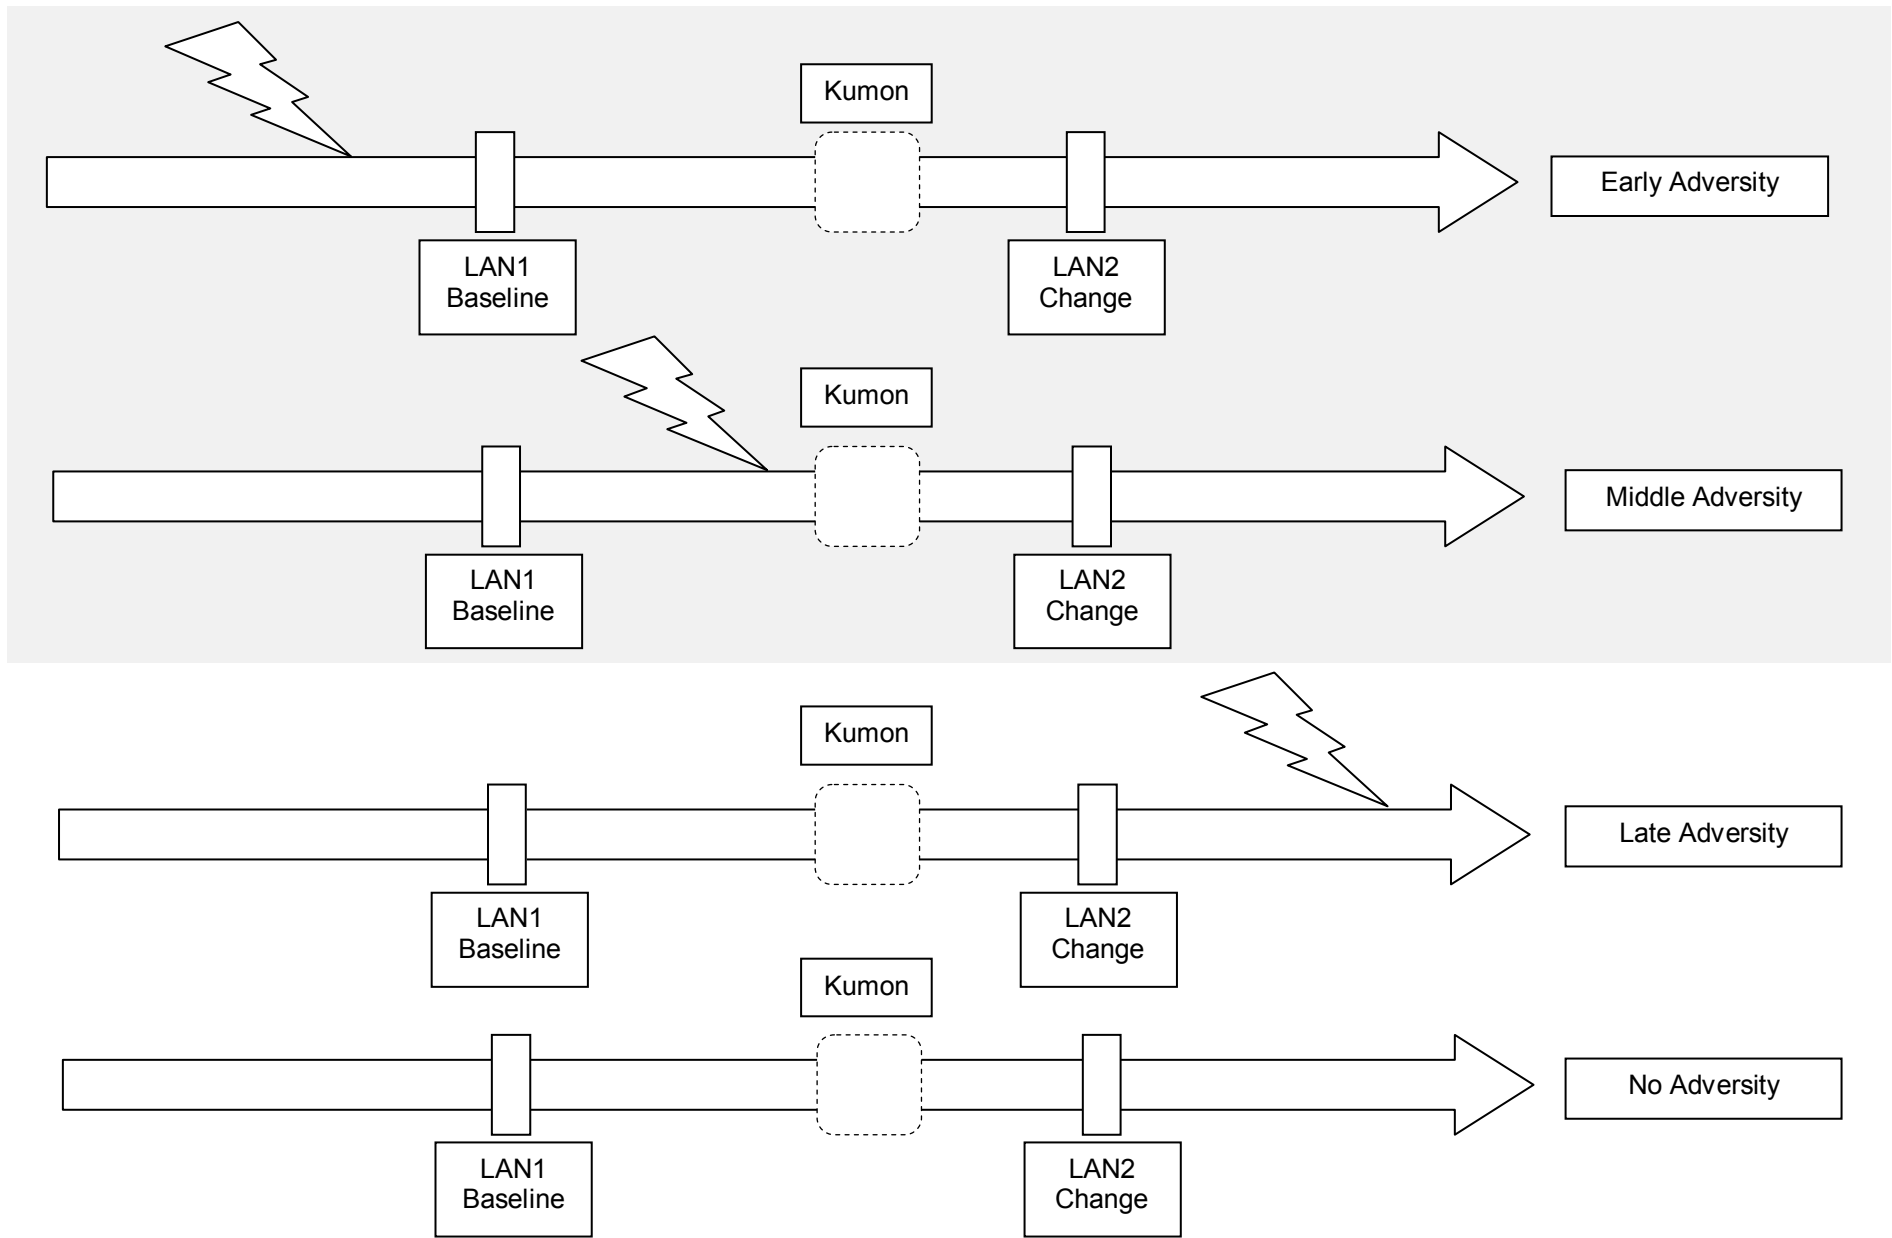 Kumon
Early Adversity
LAN1
Baseline
LAN2
Change
Kumon
Middle Adversity
LAN1
Baseline
LAN2
Change
Kumon
Late Adversity
LAN1
Baseline
LAN2
Change
Kumon
No Adversity
LAN1
Baseline
LAN2
Change